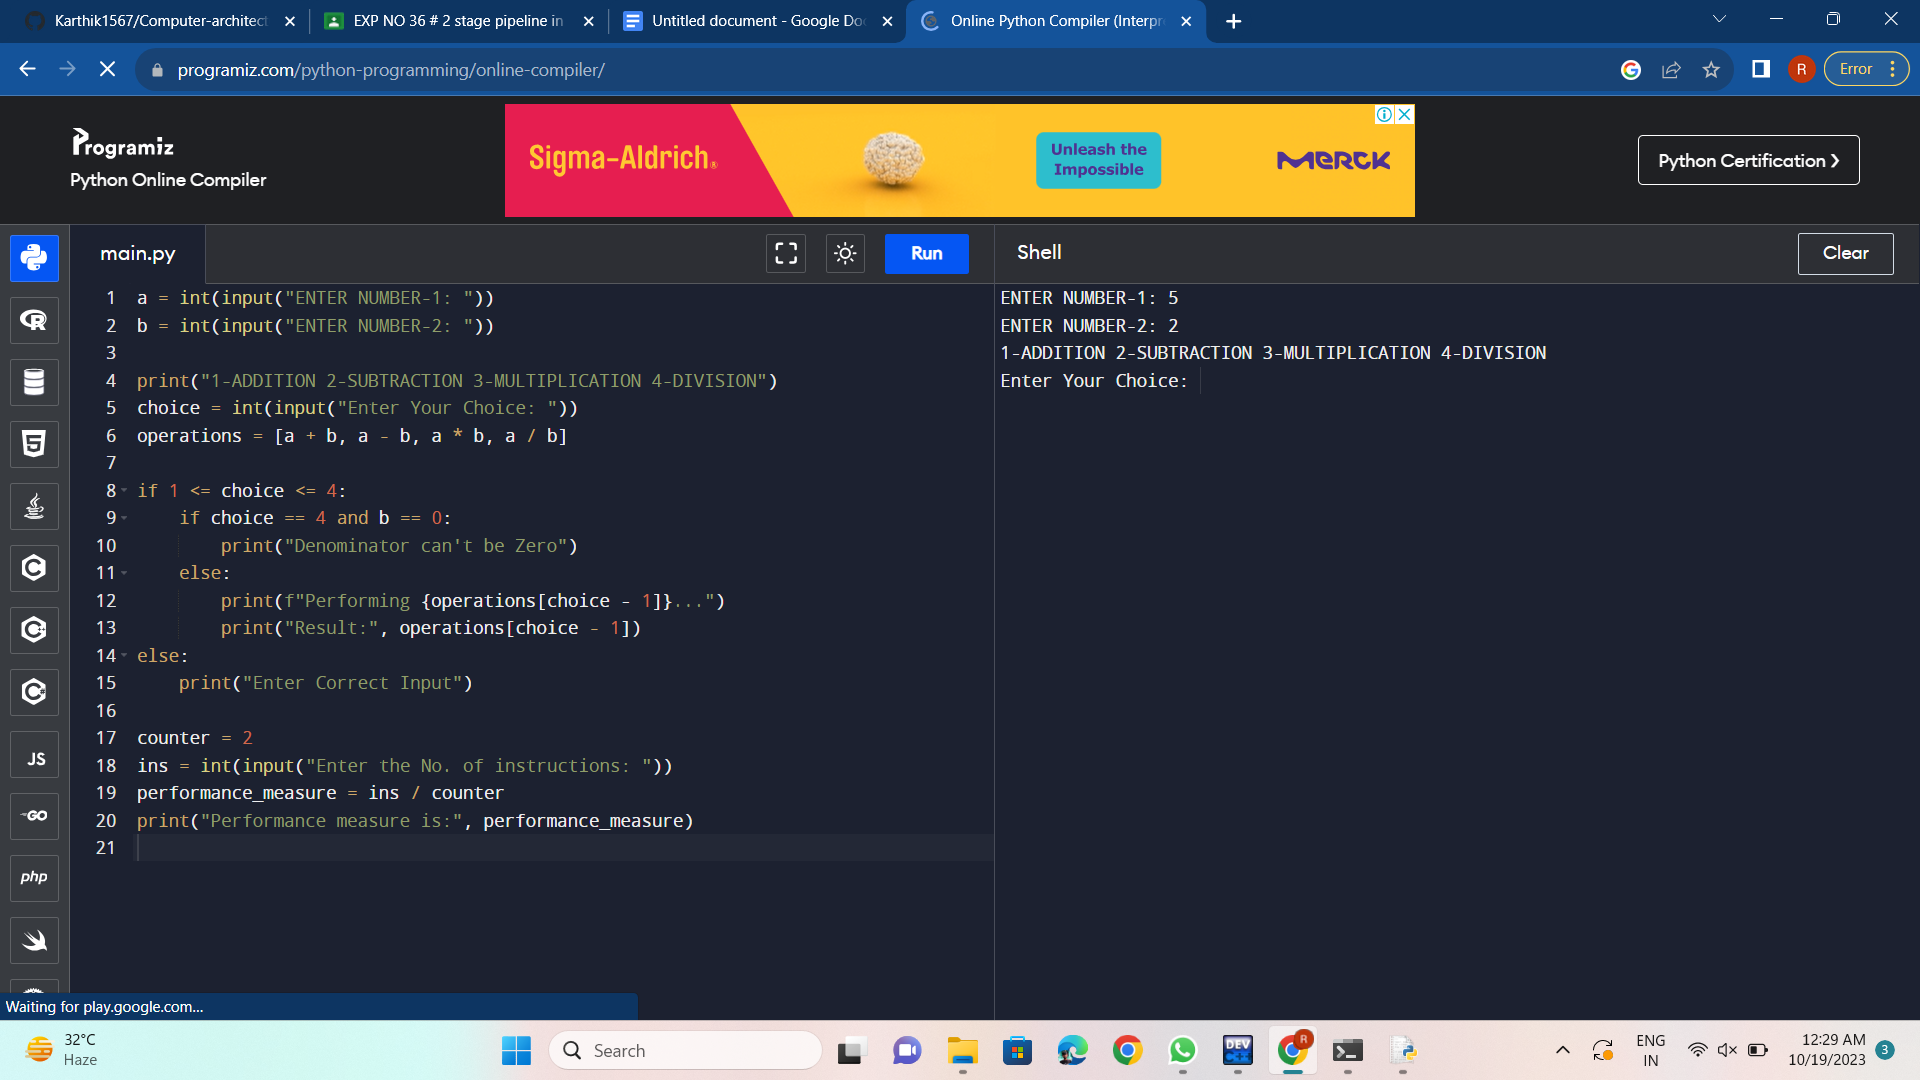 Karthik1567/Computer-architect
EXP NO 36 # 2 stage pipeline in
Untitled document - Google Do
Online Python Compiler (Interpr
programiz.com/python-programming/online-compiler/
R
Error
Programiz
Python Online Compiler
Sigma-Aldrich®
Unleash the
Impossible
MERCK
Python Certification ›
main.py
Run
Shell
Clear
1 a = int(input("ENTER NUMBER-1: "))
2 b = int(input("ENTER NUMBER-2: "))
3
4 print("1-ADDITION 2-SUBTRACTION 3-MULTIPLICATION 4-DIVISION")
5 choice = int(input("Enter Your Choice: "))
6 operations = [a + b, a - b, a * b, a / b]
7
8 if 1 <= choice <= 4:
9     if choice == 4 and b == 0:
10         print("Denominator can't be Zero")
11     else:
12         print(f"Performing {operations[choice - 1]}...")
13         print("Result:", operations[choice - 1])
14 else:
15     print("Enter Correct Input")
16
17 counter = 2
18 ins = int(input("Enter the No. of instructions: "))
19 performance_measure = ins / counter
20 print("Performance measure is:", performance_measure)
21
ENTER NUMBER-1: 5
ENTER NUMBER-2: 2
1-ADDITION 2-SUBTRACTION 3-MULTIPLICATION 4-DIVISION
Enter Your Choice:
R
5
C
C
C
JS
GO
php
Waiting for play.google.com...
32°C
Haze
Search
DEV
R
ENG
IN
12:29 AM
10/19/2023
3